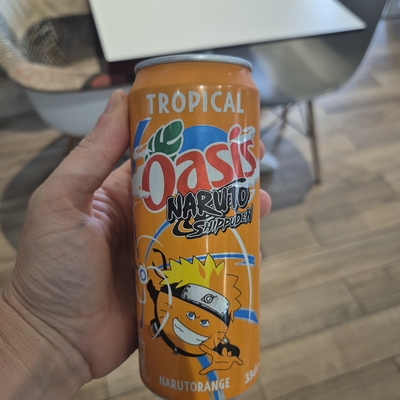 TROPICAL
Oasis
NARUTO
SHIPPUDEN
NARUTORANGE